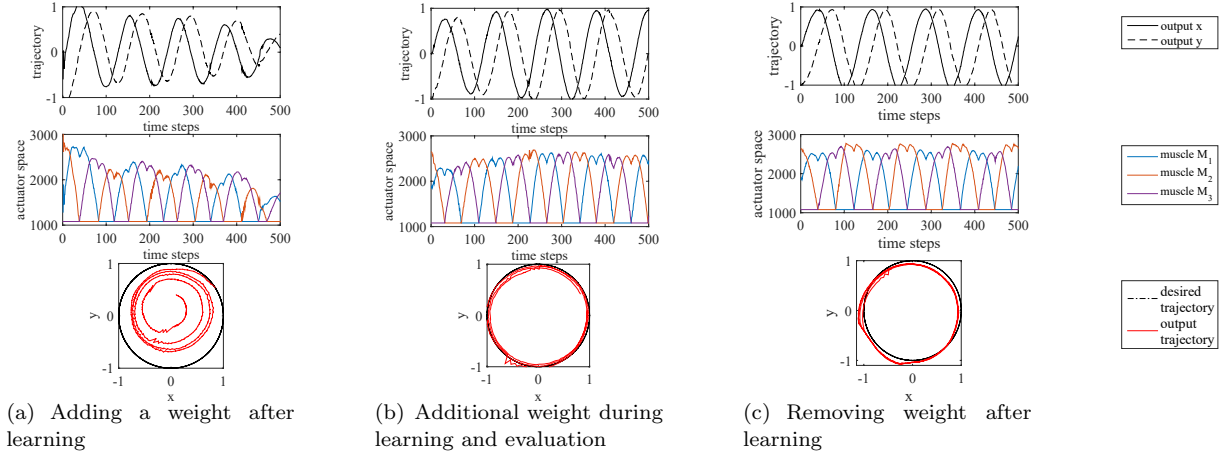 1
0
-1
trajectory
0 100 200 300 400 500
time steps
3000
2000
1000
actuator space
0 100 200 300 400 500
time steps
1
0
-1
y
-1 0 1
x
(a) Adding a weight after
learning
1
0
-1
trajectory
0 100 200 300 400 500
time steps
3000
2000
1000
actuator space
0 100 200 300 400 500
time steps
1
0
-1
y
-1 0 1
x
(b) Additional weight during
learning and evaluation
1
0
-1
trajectory
0 100 200 300 400 500
time steps
3000
2000
1000
actuator space
0 100 200 300 400 500
time steps
1
0
-1
y
-1 0 1
x
(c) Removing weight after
learning
output x
output y
muscle M1
muscle M2
muscle M3
desired
trajectory
output
trajectory